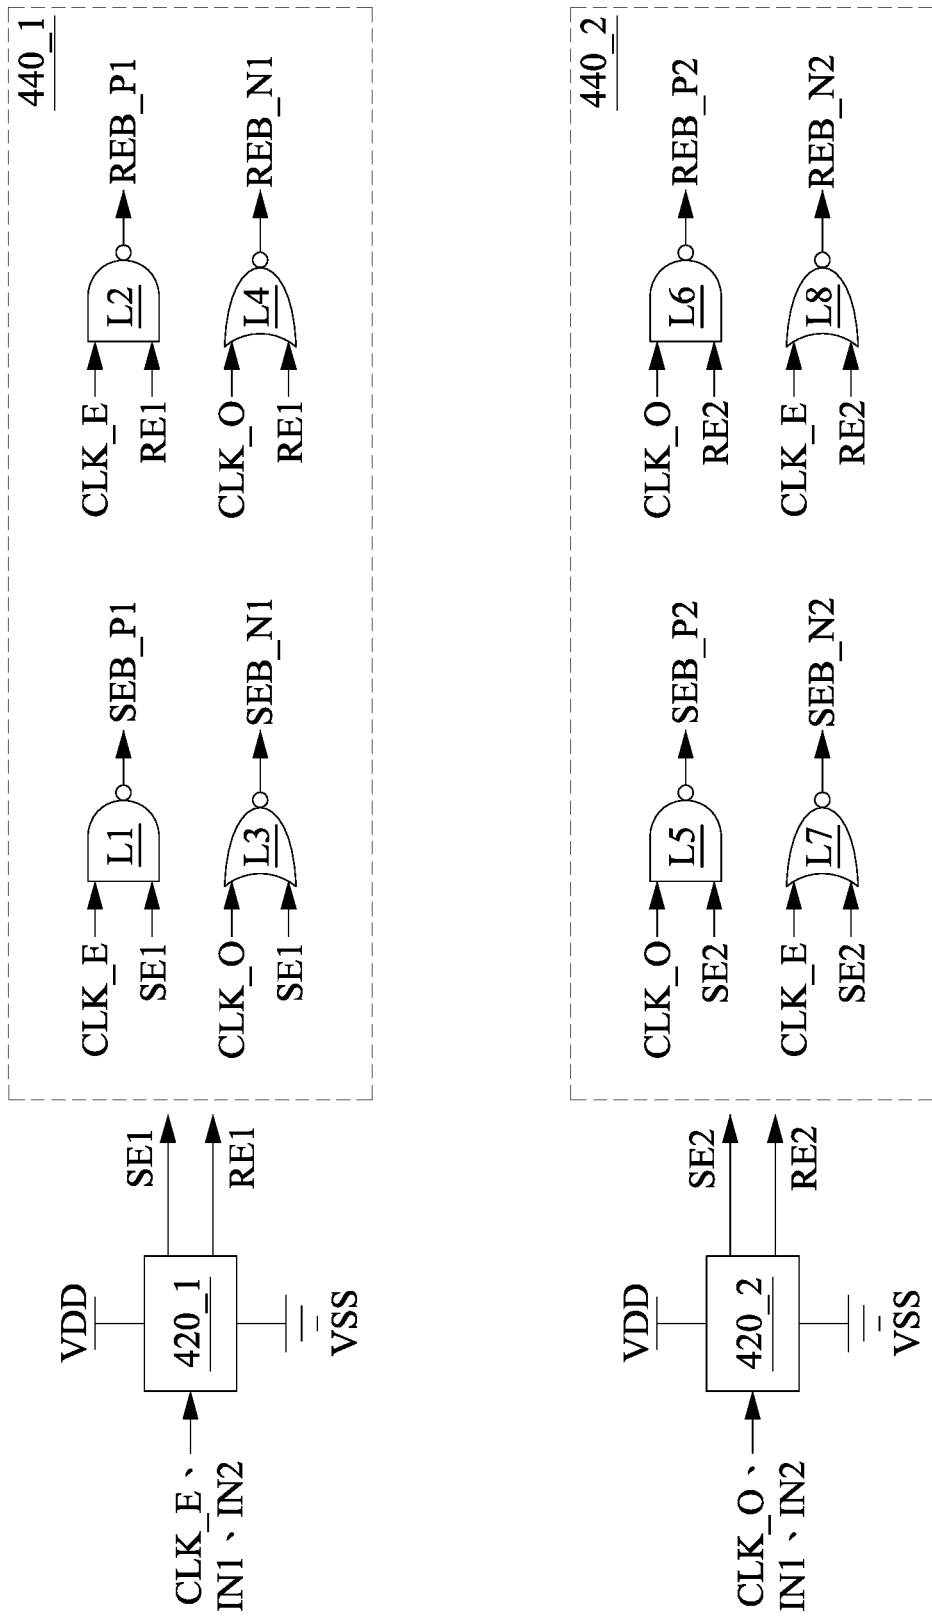 440_1
VDD
CLK_E、
IN1、IN2
420_1
VSS
SE1
RE1
CLK_E
SE1
L1
SEB_P1
CLK_E
RE1
L2
REB_P1
CLK_O
SE1
L3
SEB_N1
CLK_O
RE1
L4
REB_N1
440_2
VDD
CLK_O、
IN1、IN2
420_2
VSS
SE2
RE2
CLK_O
SE2
L5
SEB_P2
CLK_O
RE2
L6
REB_P2
CLK_E
SE2
L7
SEB_N2
CLK_E
RE2
L8
REB_N2